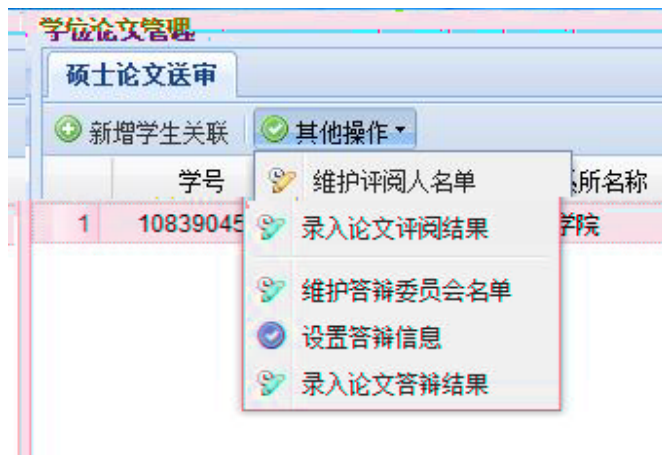 学位论文管理
硕士论文送审
新增学生关联 其他操作
学号 所名称
1 10839045 学院
维护评阅人名单
录入论文评阅结果
维护答辩委员会名单
设置答辩信息
录入论文答辩结果